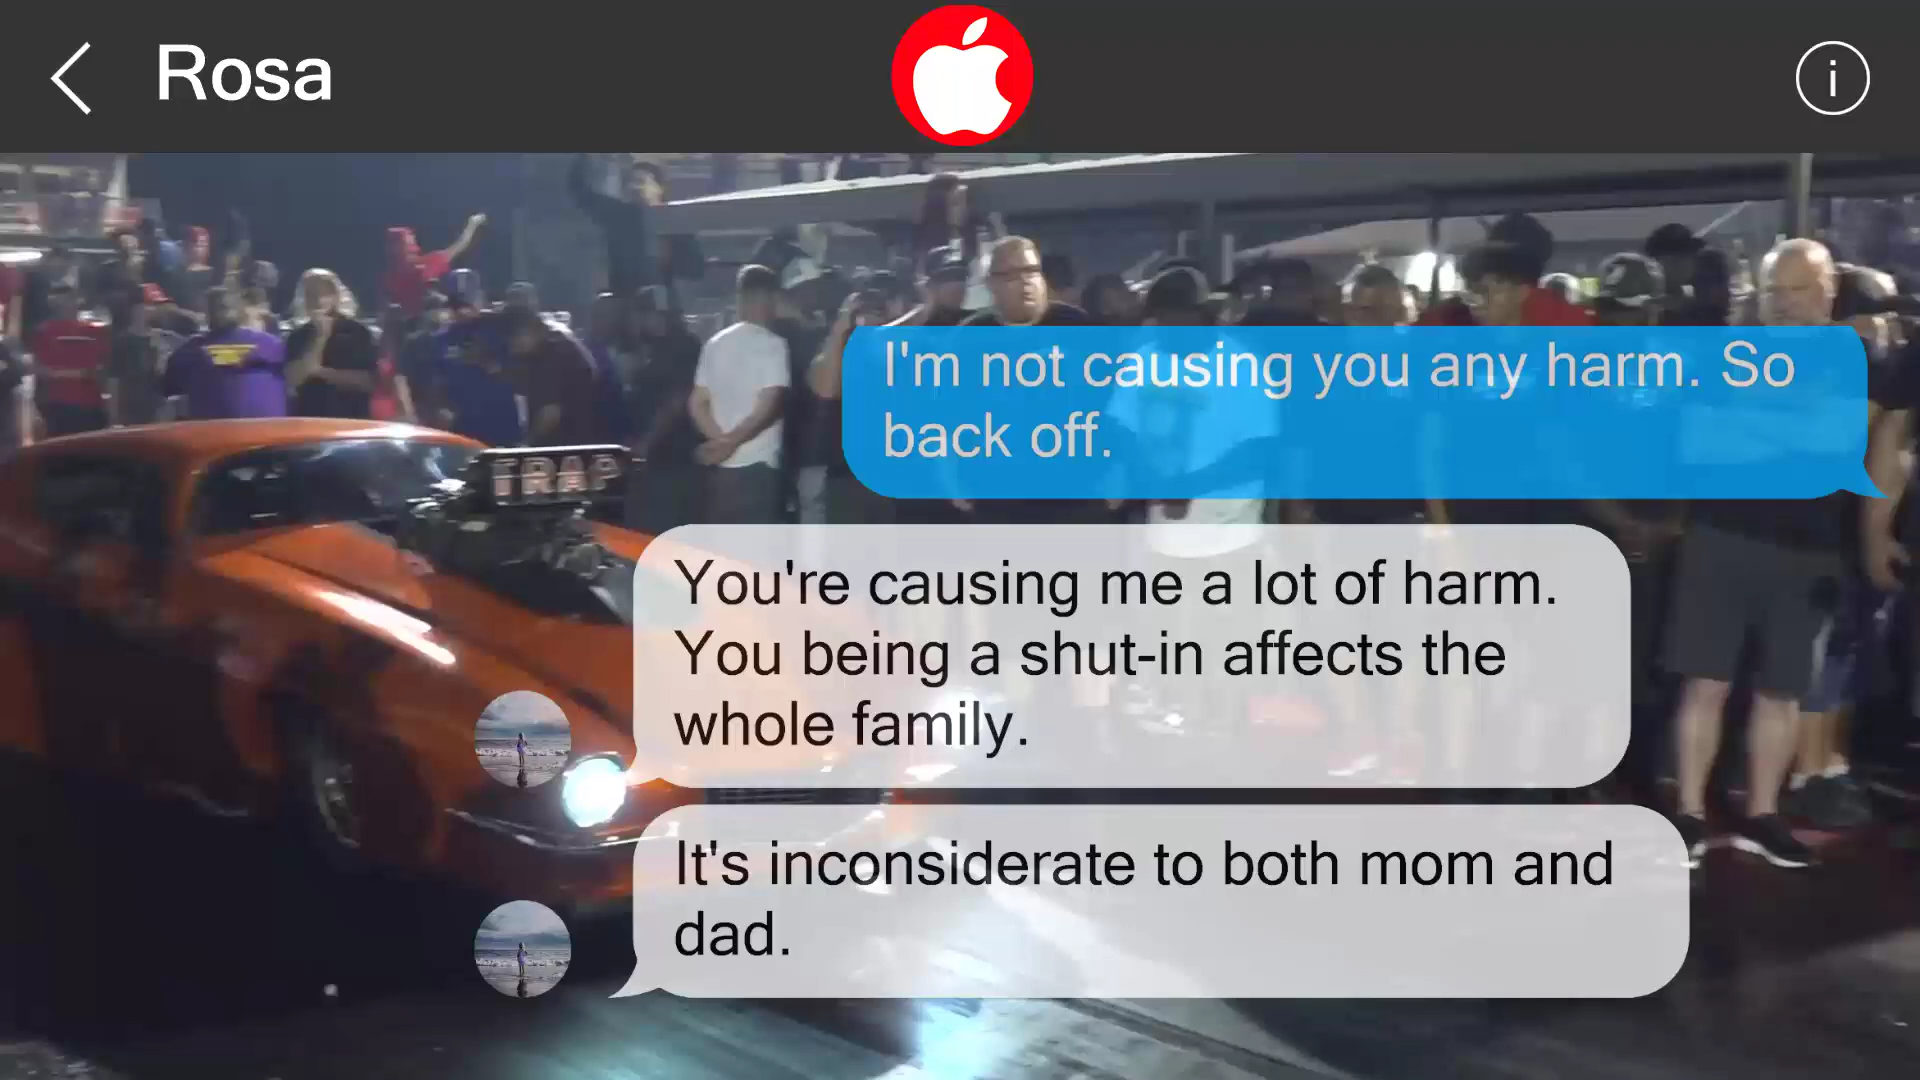 Rosa
i
I'm not causing you any harm. So
back off.
TRAP
You're causing me a lot of harm.
You being a shut-in affects the
whole family.
It's inconsiderate to both mom and
dad.